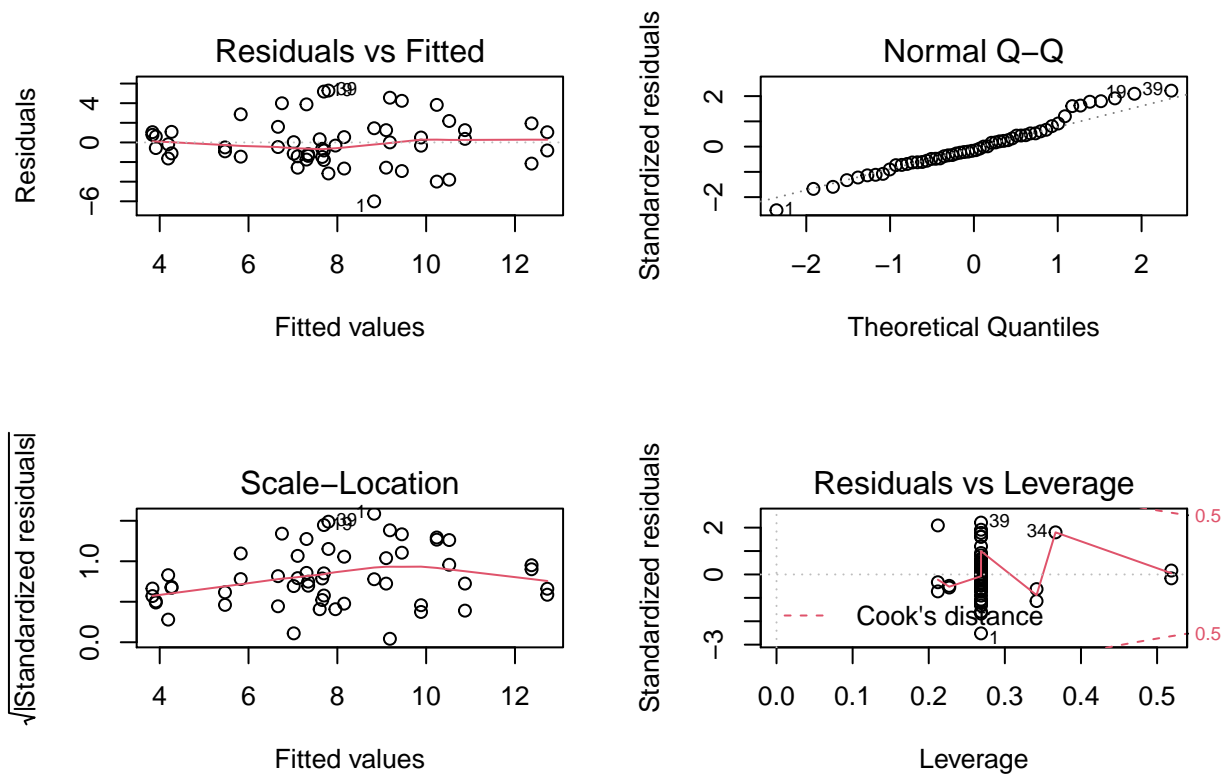 Residuals vs Fitted
Residuals
4
0
−6
39
19
1
4 6 8 10 12
Fitted values
Normal Q−Q
Standardized residuals
2
0
−2
19 39
1
−2 −1 0 1 2
Theoretical Quantiles
Scale−Location
√|Standardized residuals|
1.0
0.0
1
39
19
4 6 8 10 12
Fitted values
Residuals vs Leverage
Standardized residuals
2
0
−3
0.5
39
34
Cook's distance
1
0.5
0.0 0.1 0.2 0.3 0.4 0.5
Leverage